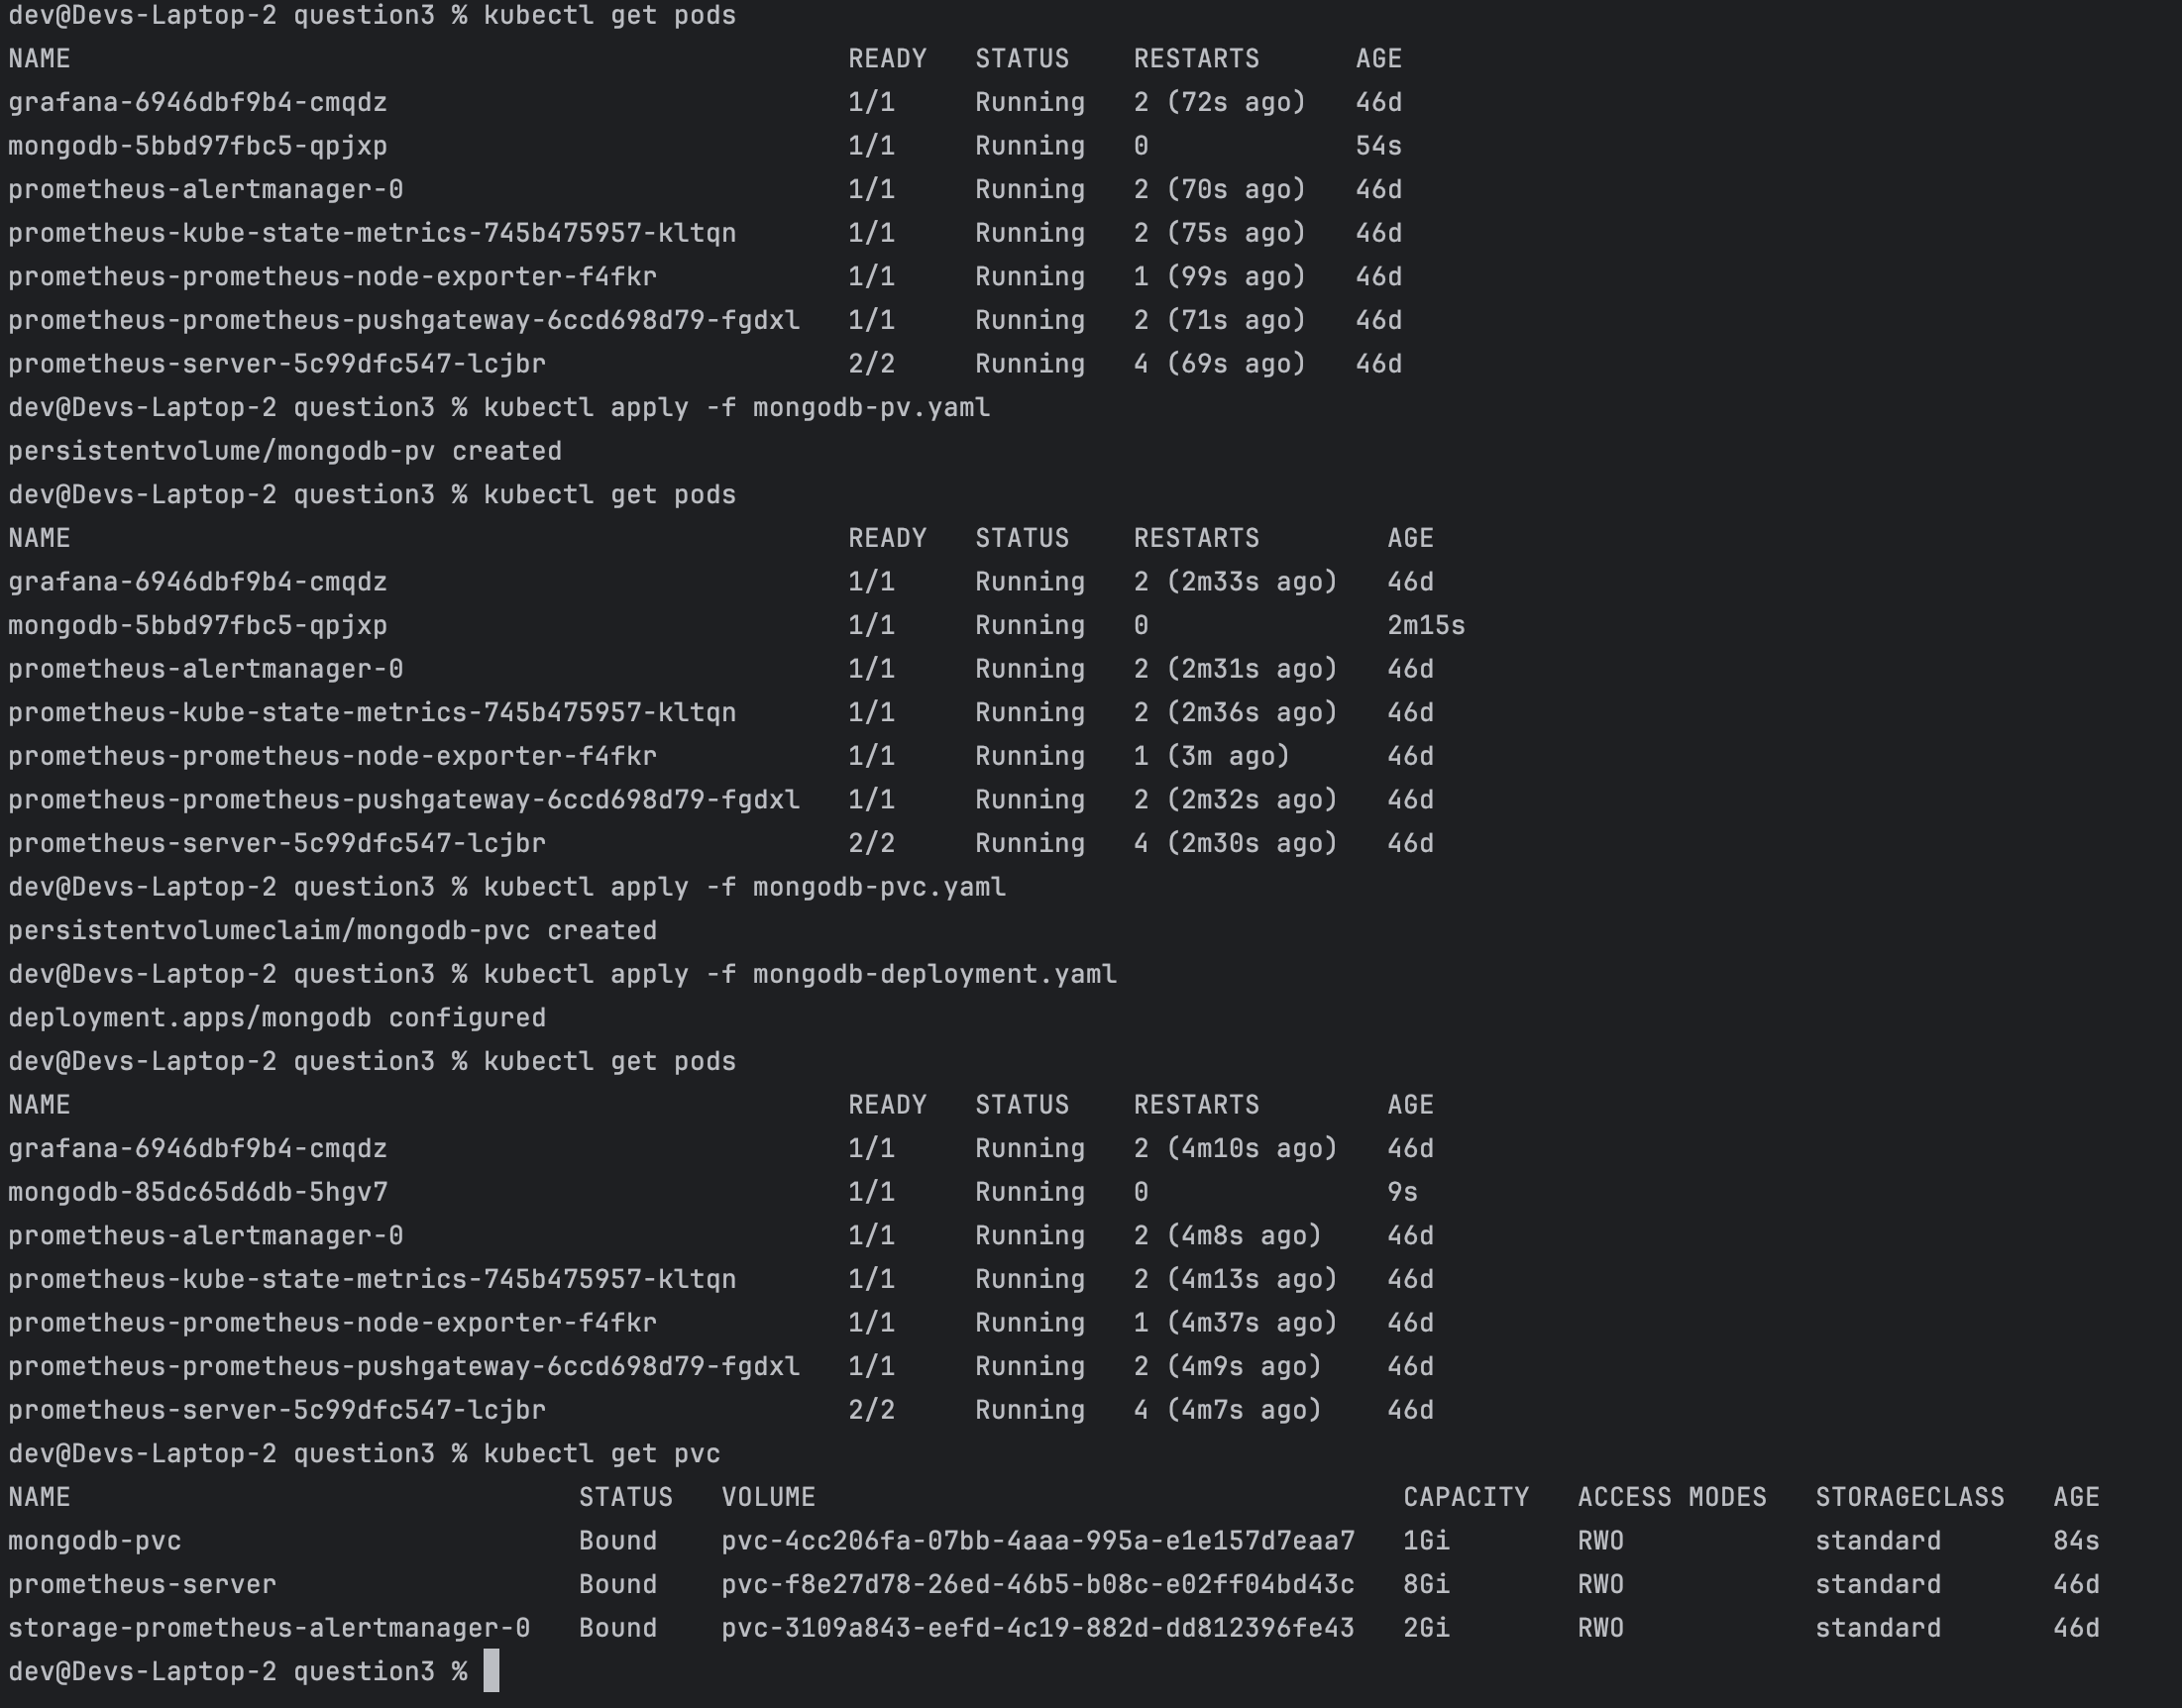 dev@Devs-Laptop-2 question3 % kubectl get pods
NAME READY STATUS RESTARTS AGE
grafana-6946dbf9b4-cmqdz 1/1 Running 2 (72s ago) 46d
mongodb-5bbd97fbc5-qpjxp 1/1 Running 0 54s
prometheus-alertmanager-0 1/1 Running 2 (70s ago) 46d
prometheus-kube-state-metrics-745b475957-kltqn 1/1 Running 2 (75s ago) 46d
prometheus-prometheus-node-exporter-f4fkr 1/1 Running 1 (99s ago) 46d
prometheus-prometheus-pushgateway-6ccd698d79-fgdxl 1/1 Running 2 (71s ago) 46d
prometheus-server-5c99dfc547-lcjbr 2/2 Running 4 (69s ago) 46d
dev@Devs-Laptop-2 question3 % kubectl apply -f mongodb-pv.yaml
persistentvolume/mongodb-pv created
dev@Devs-Laptop-2 question3 % kubectl get pods
NAME READY STATUS RESTARTS AGE
grafana-6946dbf9b4-cmqdz 1/1 Running 2 (2m33s ago) 46d
mongodb-5bbd97fbc5-qpjxp 1/1 Running 0 2m15s
prometheus-alertmanager-0 1/1 Running 2 (2m31s ago) 46d
prometheus-kube-state-metrics-745b475957-kltqn 1/1 Running 2 (2m36s ago) 46d
prometheus-prometheus-node-exporter-f4fkr 1/1 Running 1 (3m ago) 46d
prometheus-prometheus-pushgateway-6ccd698d79-fgdxl 1/1 Running 2 (2m32s ago) 46d
prometheus-server-5c99dfc547-lcjbr 2/2 Running 4 (2m30s ago) 46d
dev@Devs-Laptop-2 question3 % kubectl apply -f mongodb-pvc.yaml
persistentvolumeclaim/mongodb-pvc created
dev@Devs-Laptop-2 question3 % kubectl apply -f mongodb-deployment.yaml
deployment.apps/mongodb configured
dev@Devs-Laptop-2 question3 % kubectl get pods
NAME READY STATUS RESTARTS AGE
grafana-6946dbf9b4-cmqdz 1/1 Running 2 (4m10s ago) 46d
mongodb-85dc65d6db-5hgv7 1/1 Running 0 9s
prometheus-alertmanager-0 1/1 Running 2 (4m8s ago) 46d
prometheus-kube-state-metrics-745b475957-kltqn 1/1 Running 2 (4m13s ago) 46d
prometheus-prometheus-node-exporter-f4fkr 1/1 Running 1 (4m37s ago) 46d
prometheus-prometheus-pushgateway-6ccd698d79-fgdxl 1/1 Running 2 (4m9s ago) 46d
prometheus-server-5c99dfc547-lcjbr 2/2 Running 4 (4m7s ago) 46d
dev@Devs-Laptop-2 question3 % kubectl get pvc
NAME STATUS VOLUME CAPACITY ACCESS MODES STORAGECLASS AGE
mongodb-pvc Bound pvc-4cc206fa-07bb-4aaa-995a-e1e157d7eaa7 1Gi RWO standard 84s
prometheus-server Bound pvc-f8e27d78-26ed-46b5-b08c-e02ff04bd43c 8Gi RWO standard 46d
storage-prometheus-alertmanager-0 Bound pvc-3109a843-eefd-4c19-882d-dd812396fe43 2Gi RWO standard 46d
dev@Devs-Laptop-2 question3 %